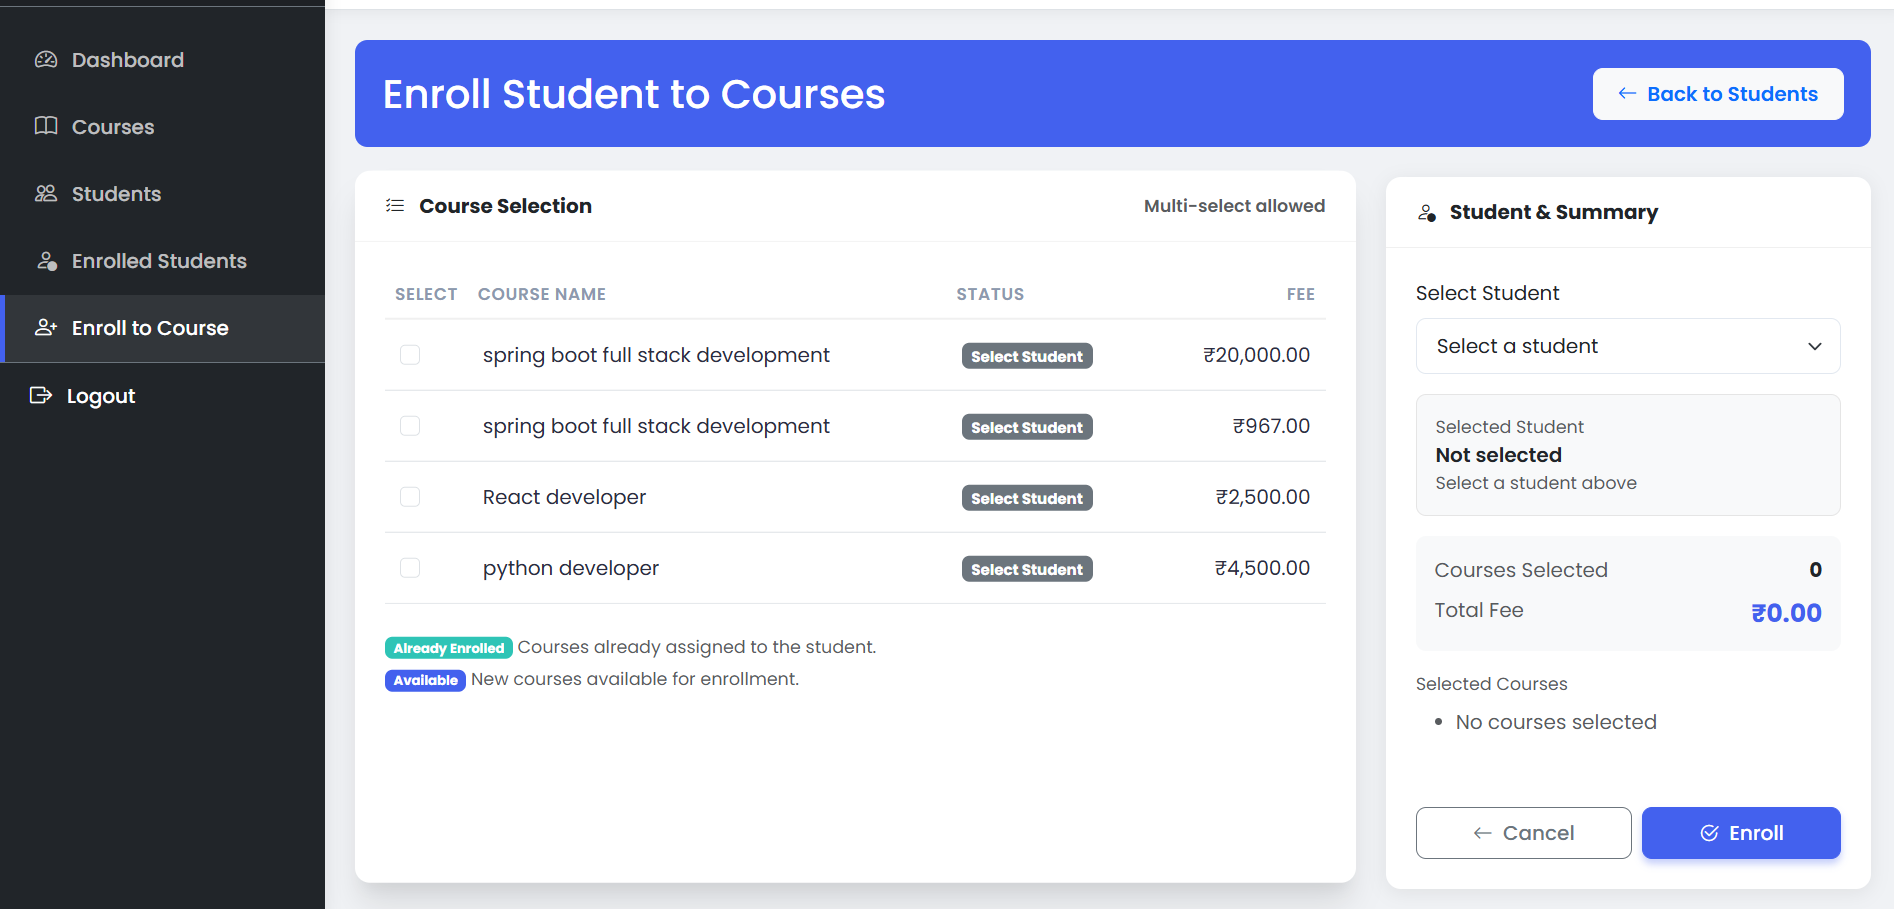 Dashboard
Courses
Students
Enrolled Students
Enroll to Course
Logout
Enroll Student to Courses
Back to Students
Course Selection
Multi-select allowed
SELECT COURSE NAME STATUS FEE
spring boot full stack development Select Student ₹20,000.00
spring boot full stack development Select Student ₹967.00
React developer Select Student ₹2,500.00
python developer Select Student ₹4,500.00
Already Enrolled Courses already assigned to the student.
Available New courses available for enrollment.
Student & Summary
Select Student
Select a student
Selected Student
Not selected
Select a student above
Courses Selected 0
Total Fee ₹0.00
Selected Courses
• No courses selected
Cancel
Enroll